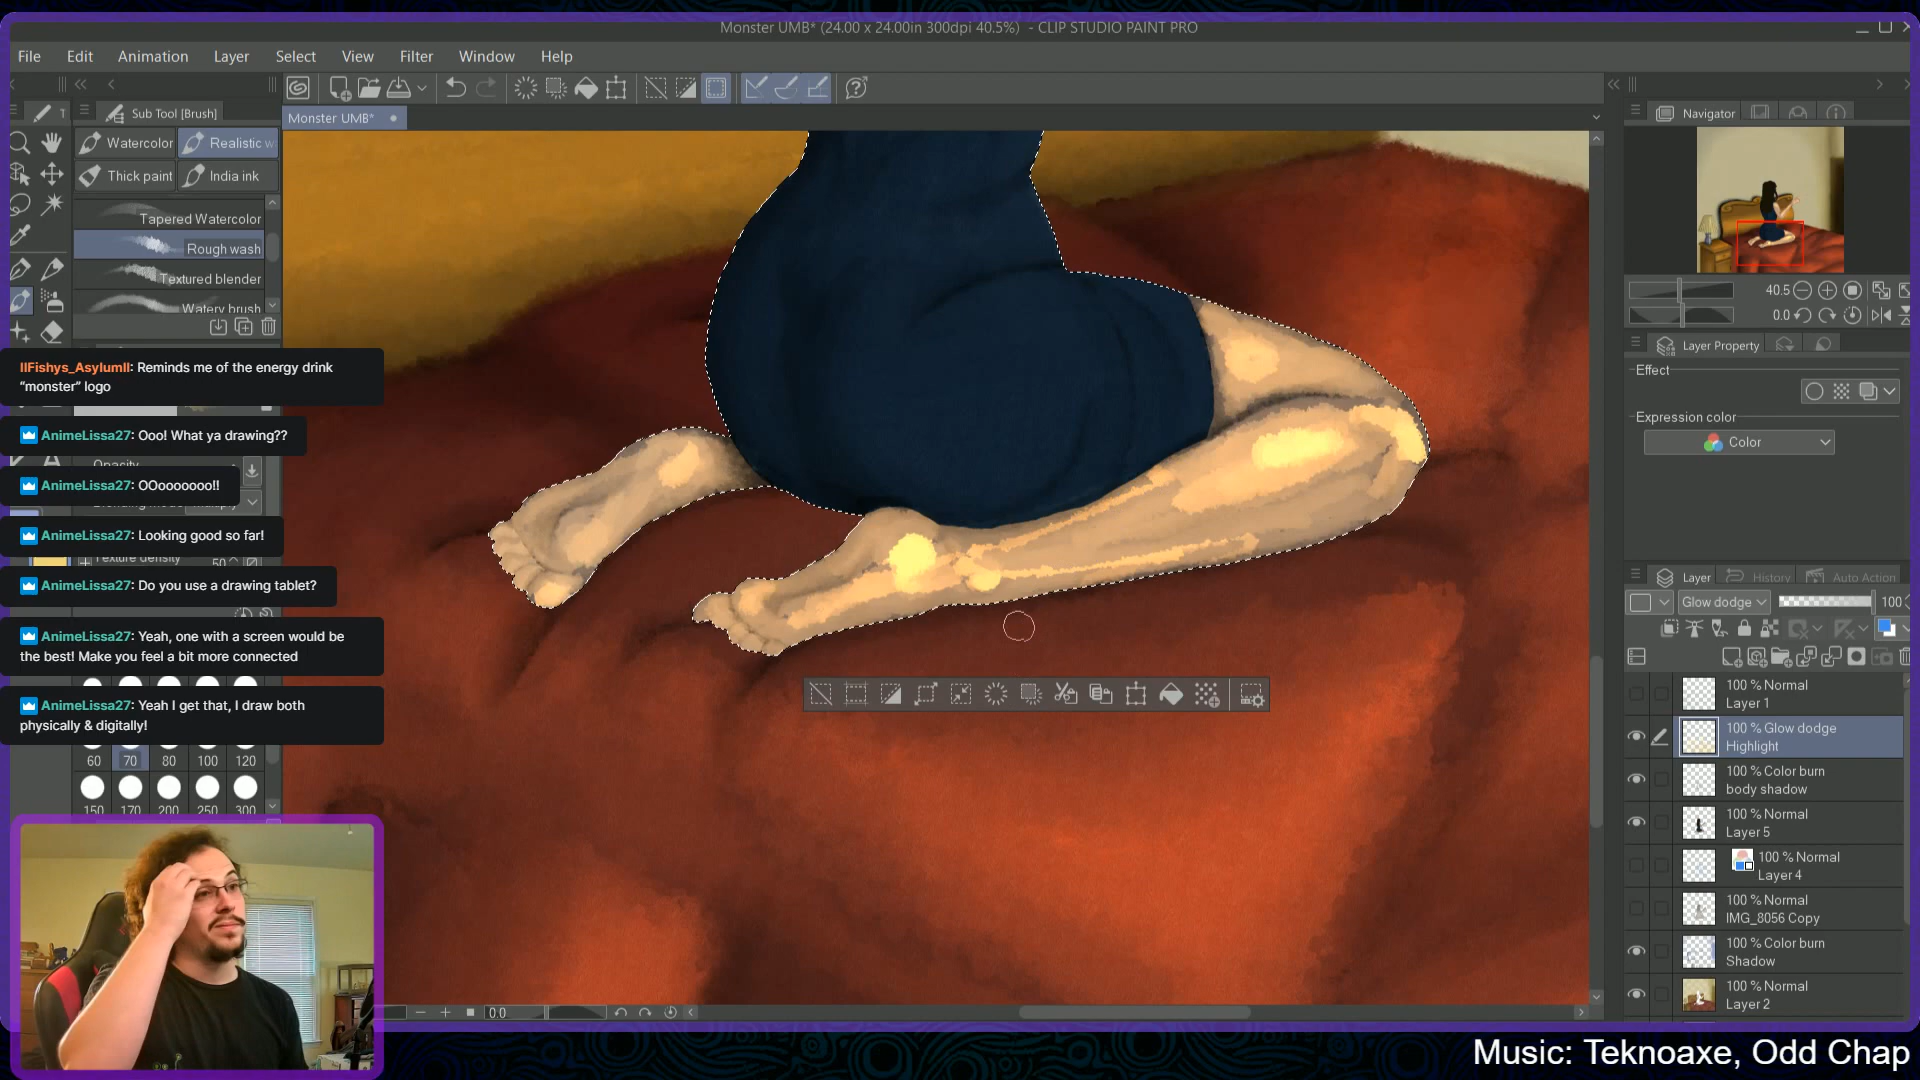 Monster UMB* (24.00 x 24.00in 300dpi 40.5%) - CLIP STUDIO PAINT PRO
File Edit Animation Layer Select View Filter Window Help
T Sub Tool [Brush]
Monster UMB*
Navigator
Watercolor Realistic w
Thick paint India ink
Tapered Watercolor
Rough wash
Textured blender
Watery brush
40.5
0.0
Layer Property
Effect
Expression color
Color
IIFishys_AsylumII: Reminds me of the energy drink
“monster” logo
AnimeLissa27: Ooo! What ya drawing??
Opacity
AnimeLissa27: OOooooooo!!
AnimeLissa27: Looking good so far!
Texture density 50
AnimeLissa27: Do you use a drawing tablet?
AnimeLissa27: Yeah, one with a screen would be
the best! Make you feel a bit more connected
AnimeLissa27: Yeah I get that, I draw both
physically & digitally!
60 70 80 100 120
150 170 200 250 300
Layer History Auto Action
Glow dodge 100
100 % Normal
Layer 1
100 % Glow dodge
Highlight
100 % Color burn
body shadow
100 % Normal
Layer 5
100 % Normal
Layer 4
100 % Normal
IMG_8056 Copy
100 % Color burn
Shadow
100 % Normal
Layer 2
0.0
Music: Teknoaxe, Odd Chap